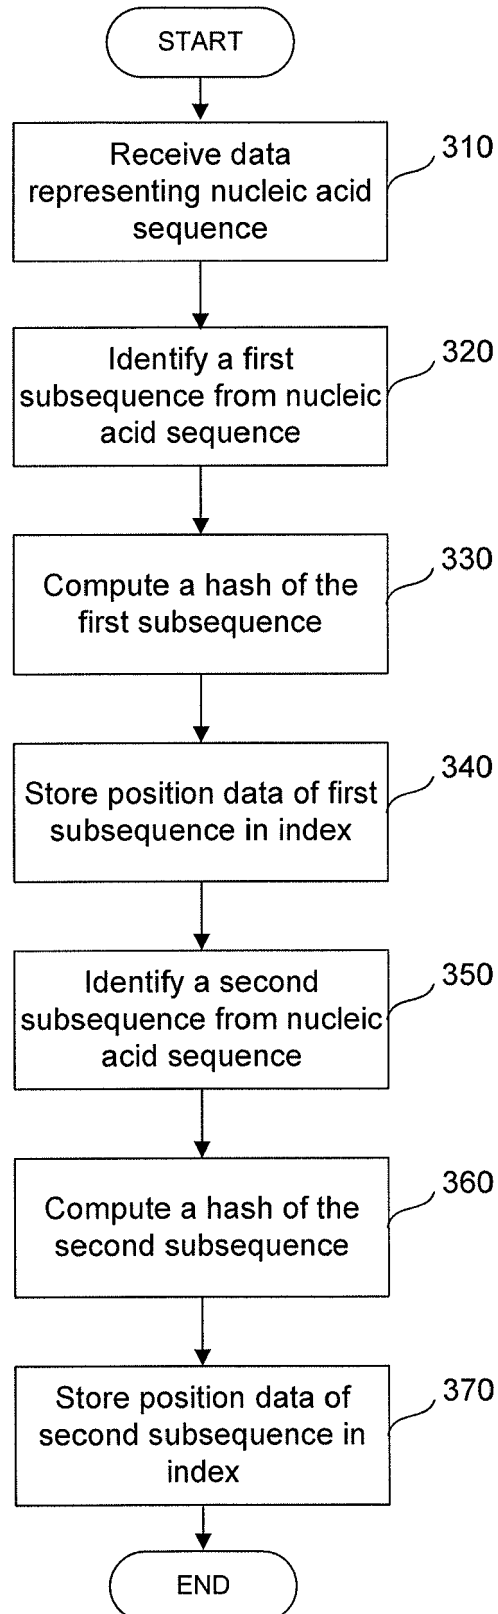 START
Receive data
representing nucleic acid
sequence
310
Identify a first
subsequence from nucleic
acid sequence
320
Compute a hash of the
first subsequence
330
Store position data of first
subsequence in index
340
Identify a second
subsequence from nucleic
acid sequence
350
Compute a hash of the
second subsequence
360
Store position data of
second subsequence in
index
370
END